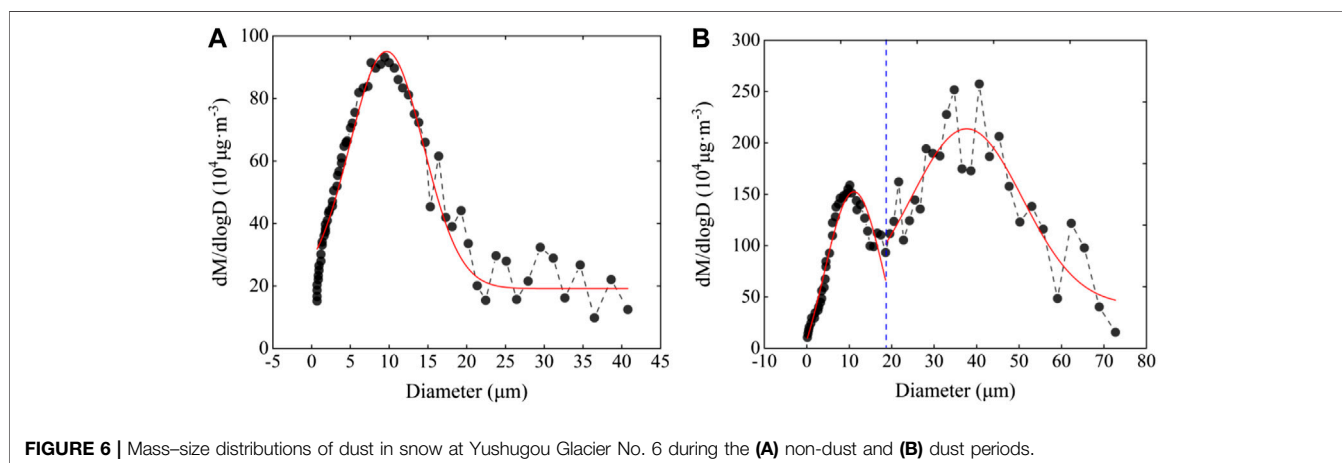 A
100
80
60
40
20
0
dM/dlogD (10⁴μg·m⁻³)
-5 0 5 10 15 20 25 30 35 40 45
Diameter (μm)
B
300
250
200
150
100
50
0
dM/dlogD (10⁴μg·m⁻³)
-10 0 10 20 30 40 50 60 70 80
Diameter (μm)
FIGURE 6 | Mass–size distributions of dust in snow at Yushugou Glacier No. 6 during the (A) non-dust and (B) dust periods.